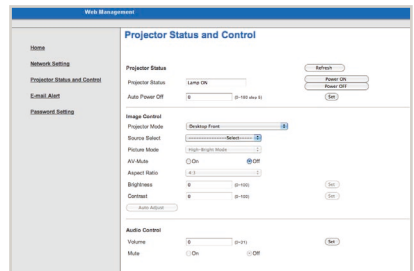 Web Management
Projector Status and Control
Home
Network Setting
Projector Status and Control
E-mail Alert
Password Setting
Projector Status
Refresh
Projector Status Lamp ON Power ON
Power OFF
Auto Power Off 0 (0-100 step 5) Set
Image Control
Projector Mode Desktop Front
Source Select --------------------Select--------
Picture Mode High-Bright Mode
AV-Mute On Off
Aspect Ratio 4:3
Brightness 0 (0-100) Set
Contrast 0 (0-100) Set
Auto Adjust
Audio Control
Volume 0 (0-31) Set
Mute On Off